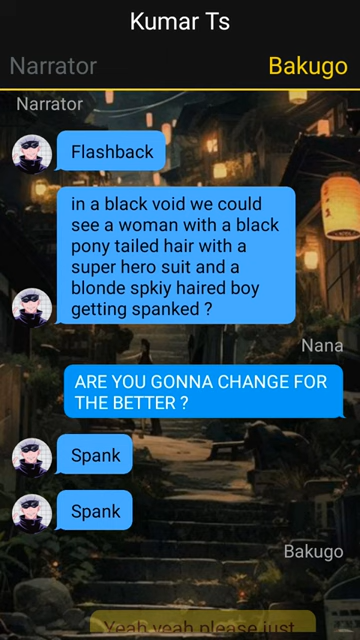 Kumar Ts
Narrator
Bakugo
Narrator
Flashback
in a black void we could
see a woman with a black
pony tailed hair with a
super hero suit and a
blonde spkiy haired boy
getting spanked ?
Nana
ARE YOU GONNA CHANGE FOR
THE BETTER ?
Spank
Spank
Bakugo
Yeah yeah please just